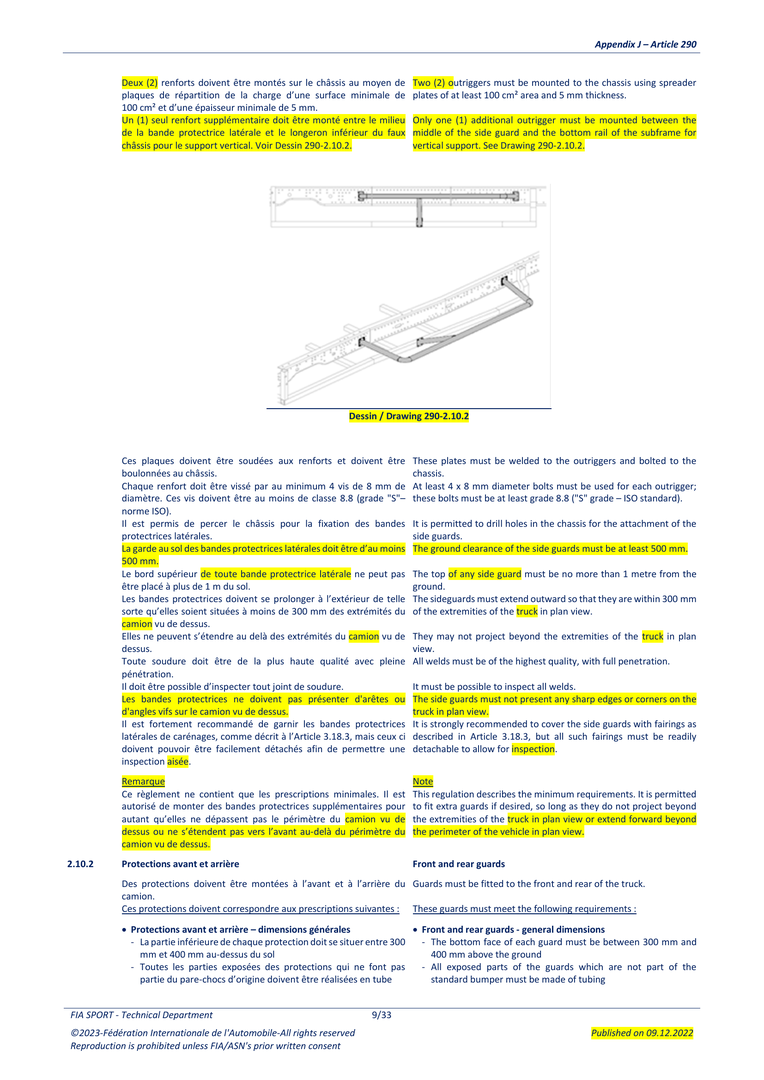 Appendix J – Article 290
Deux (2) renforts doivent être montés sur le châssis au moyen de
plaques de répartition de la charge d’une surface minimale de
100 cm² et d’une épaisseur minimale de 5 mm.
Un (1) seul renfort supplémentaire doit être monté entre le milieu
de la bande protectrice latérale et le longeron inférieur du faux
châssis pour le support vertical. Voir Dessin 290-2.10.2.
Two (2) outriggers must be mounted to the chassis using spreader
plates of at least 100 cm² area and 5 mm thickness.
Only one (1) additional outrigger must be mounted between the
middle of the side guard and the bottom rail of the subframe for
vertical support. See Drawing 290-2.10.2.
Dessin / Drawing 290-2.10.2
Ces plaques doivent être soudées aux renforts et doivent être
boulonnées au châssis.
Chaque renfort doit être vissé par au minimum 4 vis de 8 mm de
diamètre. Ces vis doivent être au moins de classe 8.8 (grade "S"–
norme ISO).
Il est permis de percer le châssis pour la fixation des bandes
protectrices latérales.
La garde au sol des bandes protectrices latérales doit être d’au moins
500 mm.
Le bord supérieur de toute bande protectrice latérale ne peut pas
être placé à plus de 1 m du sol.
Les bandes protectrices doivent se prolonger à l’extérieur de telle
sorte qu’elles soient situées à moins de 300 mm des extrémités du
camion vu de dessus.
Elles ne peuvent s’étendre au delà des extrémités du camion vu de
dessus.
Toute soudure doit être de la plus haute qualité avec pleine
pénétration.
Il doit être possible d’inspecter tout joint de soudure.
Les bandes protectrices ne doivent pas présenter d'arêtes ou
d'angles vifs sur le camion vu de dessus.
Il est fortement recommandé de garnir les bandes protectrices
latérales de carénages, comme décrit à l’Article 3.18.3, mais ceux ci
doivent pouvoir être facilement détachés afin de permettre une
inspection aisée.
These plates must be welded to the outriggers and bolted to the
chassis.
At least 4 x 8 mm diameter bolts must be used for each outrigger;
these bolts must be at least grade 8.8 ("S" grade – ISO standard).
It is permitted to drill holes in the chassis for the attachment of the
side guards.
The ground clearance of the side guards must be at least 500 mm.
The top of any side guard must be no more than 1 metre from the
ground.
The sideguards must extend outward so that they are within 300 mm
of the extremities of the truck in plan view.
They may not project beyond the extremities of the truck in plan
view.
All welds must be of the highest quality, with full penetration.
It must be possible to inspect all welds.
The side guards must not present any sharp edges or corners on the
truck in plan view.
It is strongly recommended to cover the side guards with fairings as
described in Article 3.18.3, but all such fairings must be readily
detachable to allow for inspection.
Remarque
Ce règlement ne contient que les prescriptions minimales. Il est
autorisé de monter des bandes protectrices supplémentaires pour
autant qu’elles ne dépassent pas le périmètre du camion vu de
dessus ou ne s’étendent pas vers l’avant au-delà du périmètre du
camion vu de dessus.
Note
This regulation describes the minimum requirements. It is permitted
to fit extra guards if desired, so long as they do not project beyond
the extremities of the truck in plan view or extend forward beyond
the perimeter of the vehicle in plan view.
2.10.2 Protections avant et arrière
Front and rear guards
Des protections doivent être montées à l’avant et à l’arrière du
camion.
Ces protections doivent correspondre aux prescriptions suivantes :
Guards must be fitted to the front and rear of the truck.
These guards must meet the following requirements :
• Protections avant et arrière – dimensions générales
- La partie inférieure de chaque protection doit se situer entre 300
mm et 400 mm au-dessus du sol
- Toutes les parties exposées des protections qui ne font pas
partie du pare-chocs d’origine doivent être réalisées en tube
• Front and rear guards - general dimensions
- The bottom face of each guard must be between 300 mm and
400 mm above the ground
- All exposed parts of the guards which are not part of the
standard bumper must be made of tubing
FIA SPORT - Technical Department
9/33
©2023-Fédération Internationale de l'Automobile-All rights reserved
Reproduction is prohibited unless FIA/ASN's prior written consent
Published on 09.12.2022